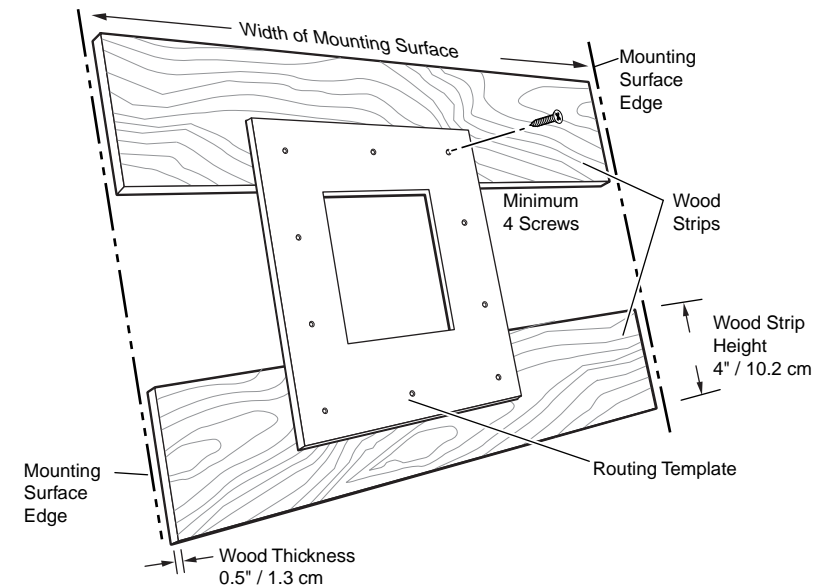 Width of Mounting Surface
Mounting
Surface
Edge
Minimum
4 Screws
Wood
Strips
Wood Strip
Height
4" / 10.2 cm
Routing Template
Mounting
Surface
Edge
Wood Thickness
0.5" / 1.3 cm